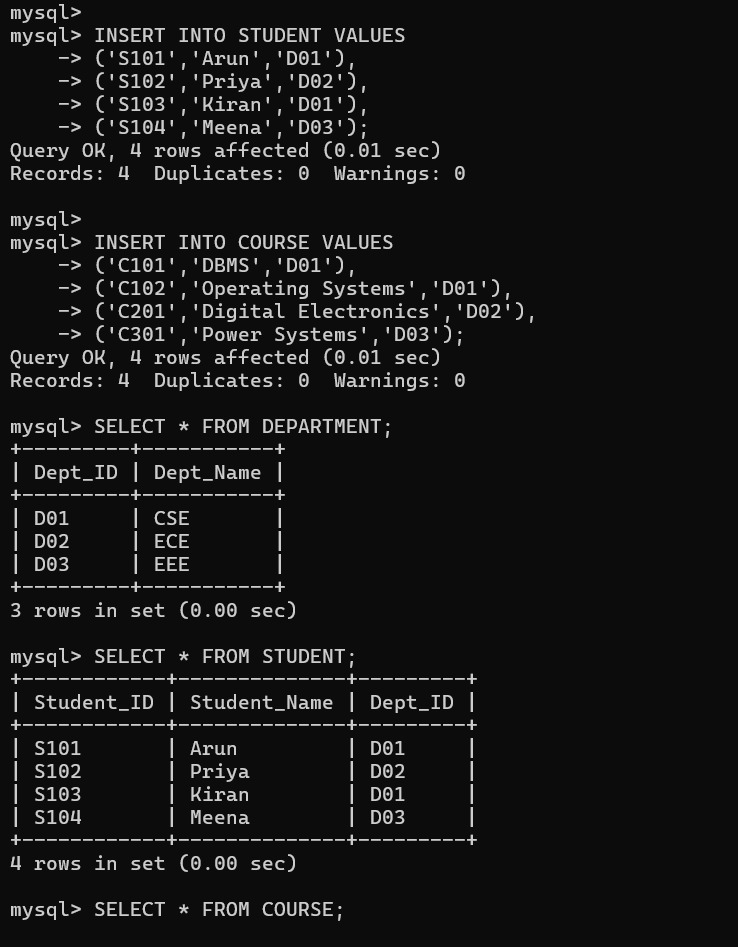 mysql>
mysql> INSERT INTO STUDENT VALUES
    -> ('S101','Arun','D01'),
    -> ('S102','Priya','D02'),
    -> ('S103','Kiran','D01'),
    -> ('S104','Meena','D03');
Query OK, 4 rows affected (0.01 sec)
Records: 4  Duplicates: 0  Warnings: 0

mysql>
mysql> INSERT INTO COURSE VALUES
    -> ('C101','DBMS','D01'),
    -> ('C102','Operating Systems','D01'),
    -> ('C201','Digital Electronics','D02'),
    -> ('C301','Power Systems','D03');
Query OK, 4 rows affected (0.01 sec)
Records: 4  Duplicates: 0  Warnings: 0

mysql> SELECT * FROM DEPARTMENT;
+---------+-----------+
| Dept_ID | Dept_Name |
+---------+-----------+
| D01     | CSE       |
| D02     | ECE       |
| D03     | EEE       |
+---------+-----------+
3 rows in set (0.00 sec)

mysql> SELECT * FROM STUDENT;
+------------+--------------+---------+
| Student_ID | Student_Name | Dept_ID |
+------------+--------------+---------+
| S101       | Arun         | D01     |
| S102       | Priya        | D02     |
| S103       | Kiran        | D01     |
| S104       | Meena        | D03     |
+------------+--------------+---------+
4 rows in set (0.00 sec)

mysql> SELECT * FROM COURSE;